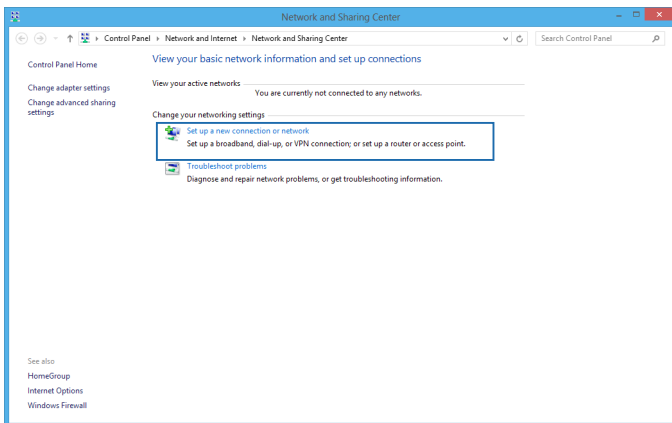 Network and Sharing Center
Control Panel Network and Internet Network and Sharing Center
Search Control Panel
Control Panel Home
Change adapter settings
Change advanced sharing
settings
View your basic network information and set up connections
View your active networks
You are currently not connected to any networks.
Change your networking settings
Set up a new connection or network
Set up a broadband, dial-up, or VPN connection; or set up a router or access point.
Troubleshoot problems
Diagnose and repair network problems, or get troubleshooting information.
See also
HomeGroup
Internet Options
Windows Firewall